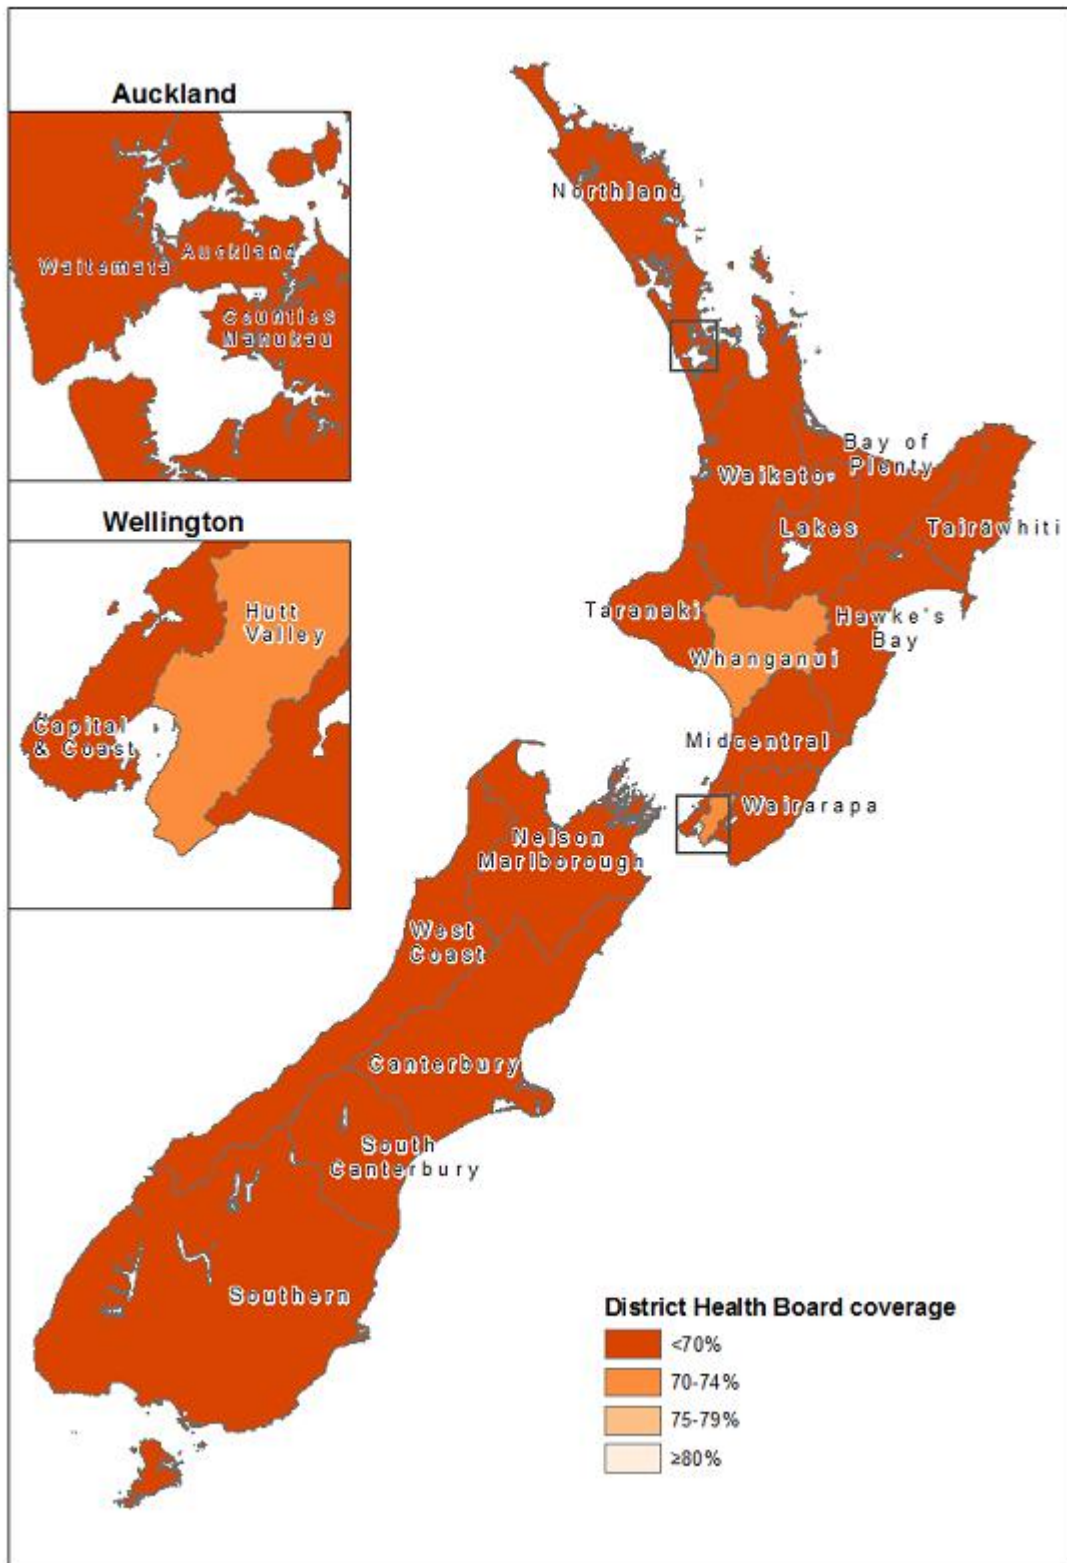 Auckland
Waitemata
Auckland
Counties
Manukau
Wellington
Hutt
Valley
Capital
& Coast
Northland
Bay of
Plenty
Waikato
Lakes
Tairāwhiti
Taranaki
Hawke's
Bay
Whanganui
Midcentral
Wairarapa
Nelson
Marlborough
West
Coast
Canterbury
South
Canterbury
Southern
District Health Board coverage
<70%
70-74%
75-79%
≥80%